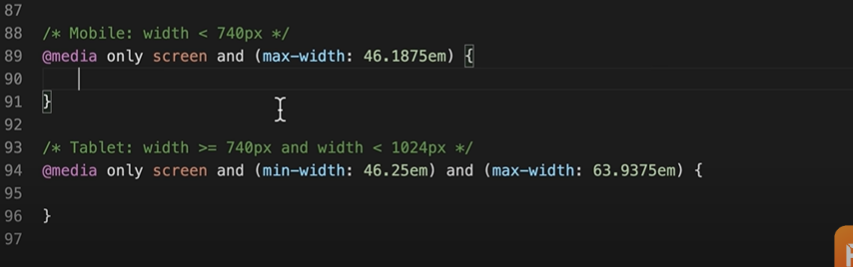 87
88 /* Mobile: width < 740px */
89 @media only screen and (max-width: 46.1875em) {
90
91 }
92
93 /* Tablet: width >= 740px and width < 1024px */
94 @media only screen and (min-width: 46.25em) and (max-width: 63.9375em) {
95
96 }
97